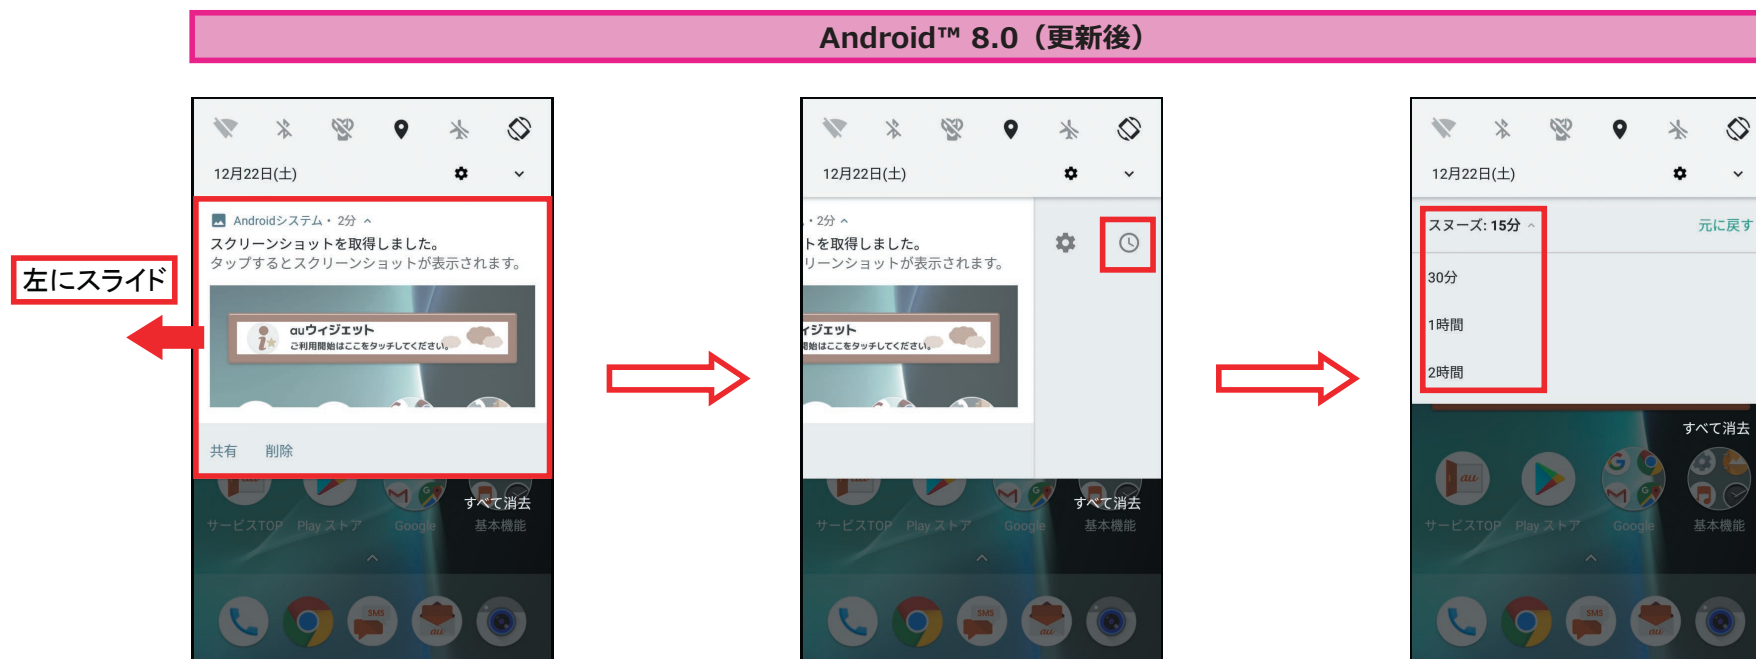 Android™ 8.0（更新後）
左にスライド
12月22日(土)
Androidシステム・ 2分
スクリーンショットを取得しました。
タップするとスクリーンショットが表示されます。
auウィジェット
ご利用開始はここをタッチしてください。
共有 削除
すべて消去
サービスTOP Play ストア Google 基本機能
SMS
au
12月22日(土)
・2分
トを取得しました。
リーンショットが表示されます。
イジェット
開始はここをタッチしてください。
すべて消去
サービスTOP Play ストア Google 基本機能
SMS
au
12月22日(土)
スヌーズ: 15分 元に戻す
30分
1時間
2時間
すべて消去
au
サービスTOP Play ストア Google 基本機能
SMS
au